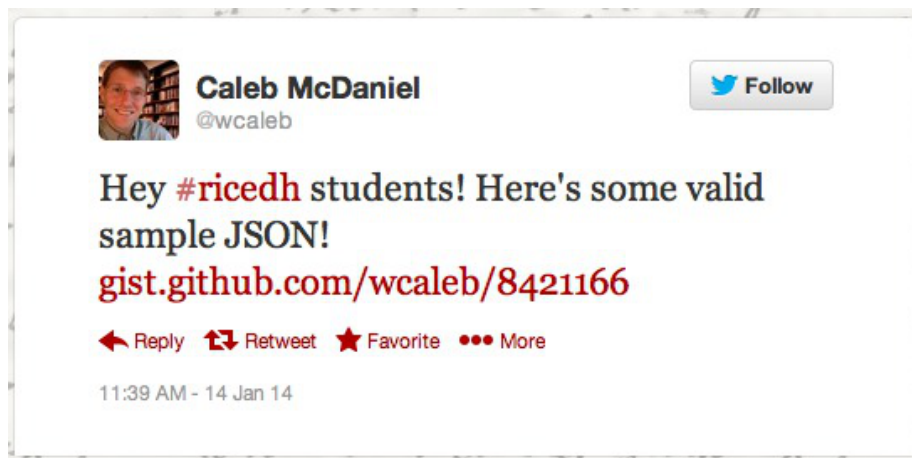 Caleb McDaniel
@wcaleb
Follow
Hey #ricedh students! Here's some valid
sample JSON!
gist.github.com/wcaleb/8421166
Reply Retweet Favorite More
11:39 AM - 14 Jan 14